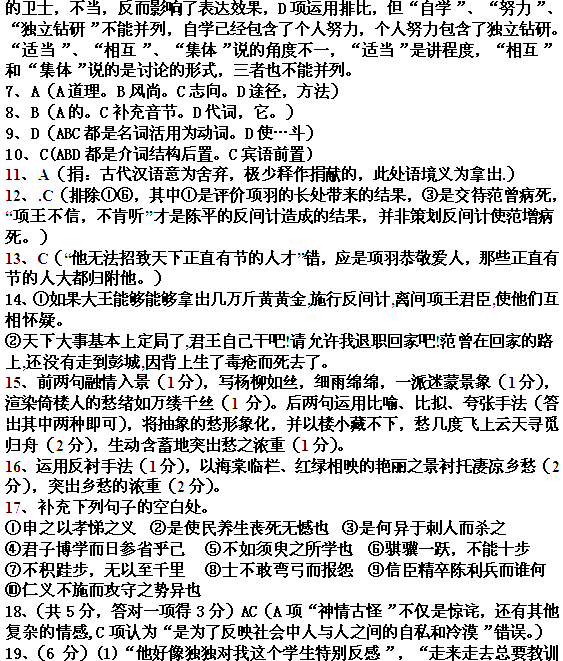 的卫士，不当，反而影响了表达效果，D项运用排比，但“自学”、“努力”、
“独立钻研”不能并列，自学已经包含了个人努力，个人努力包含了独立钻研。
“适当”、“相互”、“集体”说的角度不一，“适当”是讲程度，“相互”
和“集体”说的是讨论的形式，三者也不能并列。
7、A（A道理。B风尚。C志向。D途径，方法）
8、B（A的。C补充音节。D代词，它。）
9、D（ABC都是名词活用为动词。D使…斗）
10、C(ABD都是介词结构后置。C宾语前置）
11、A（捐：古代汉语意为舍弃，极少释作捐献的，此处语境义为拿出.）
12、.C（排除①⑥，其中①是评价项羽的长处带来的结果，③是交待范曾病死，
“项王不信，不肯听”才是陈平的反间计造成的结果，并非策划反间计使范增病
死。）
13、C（“他无法招致天下正直有节的人才”错，应是项羽恭敬爱人，那些正直有
节的人大都归附他。）
14、①如果大王能够能够拿出几万斤黄黄金,施行反间计,离间项王君臣,使他们互
相怀疑。
②天下大事基本上定局了,君王自己干吧!请允许我退职回家吧!范曾在回家的路
上,还没有走到彭城,因背上生了毒疮而死去了。
15、前两句融情入景（1分），写杨柳如丝，细雨绵绵，一派迷蒙景象（1分），
渲染倚楼人的愁绪如万缕千丝（1 分）。后两句运用比喻、比拟、夸张手法（答
出其中两种即可），将抽象的愁形象化，并以楼小藏不下，愁几度飞上云天寻觅
归舟（2分），生动含蓄地突出愁之浓重（1分）。
16、运用反衬手法（1分），以海棠临栏、红绿相映的艳丽之景衬托凄凉乡愁（2
分），突出乡愁的浓重（2分）。
17、补充下列句子的空白处。
①申之以孝悌之义 ②是使民养生丧死无憾也 ③是何异于刺人而杀之
④君子博学而日参省乎己 ⑤不如须臾之所学也 ⑥骐骥一跃，不能十步
⑦不积跬步，无以至千里 ⑧士不敢弯弓而报怨 ⑨信臣精卒陈利兵而谁何
⑩仁义不施而攻守之势异也
18、（共5分，答对一项得3分）AC（A项“神情古怪”不仅是惊诧，还有其他
复杂的情感,C项认为“是为了反映社会中人与人之间的自私和冷漠”错误。）
19、（6 分）(1)“他好像独独对我这个学生特别反感”，“走来走去总要教训